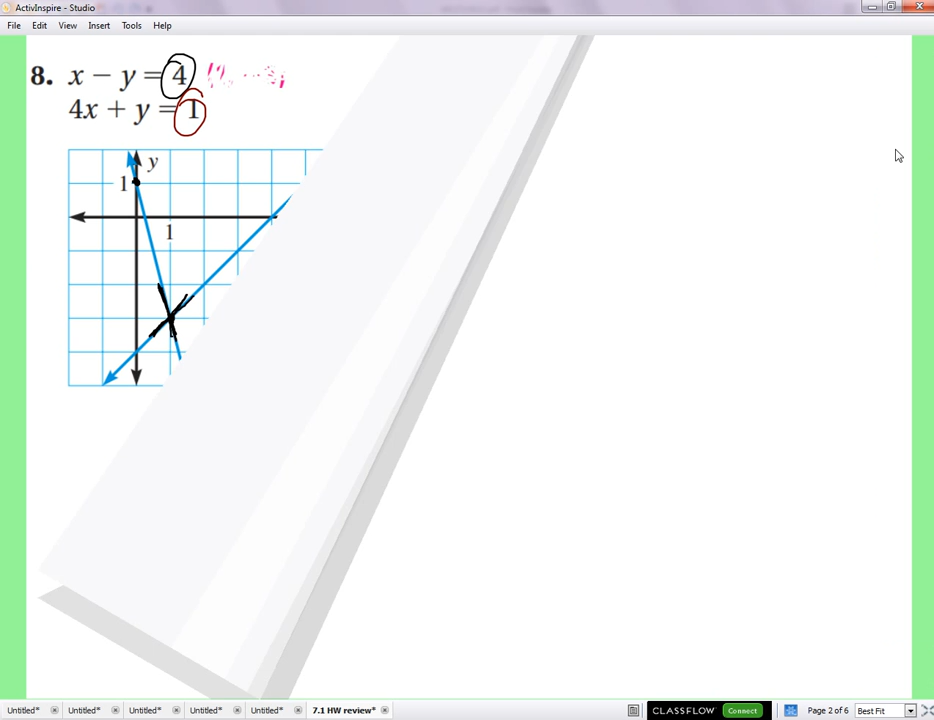 ActivInspire - Studio
File Edit View Insert Tools Help
8. x − y = 4
4x + y = 1
y
1
1
Untitled* Untitled* Untitled* Untitled* Untitled* 7.1 HW review* CLASSFLOW Connect Page 2 of 6 Best Fit